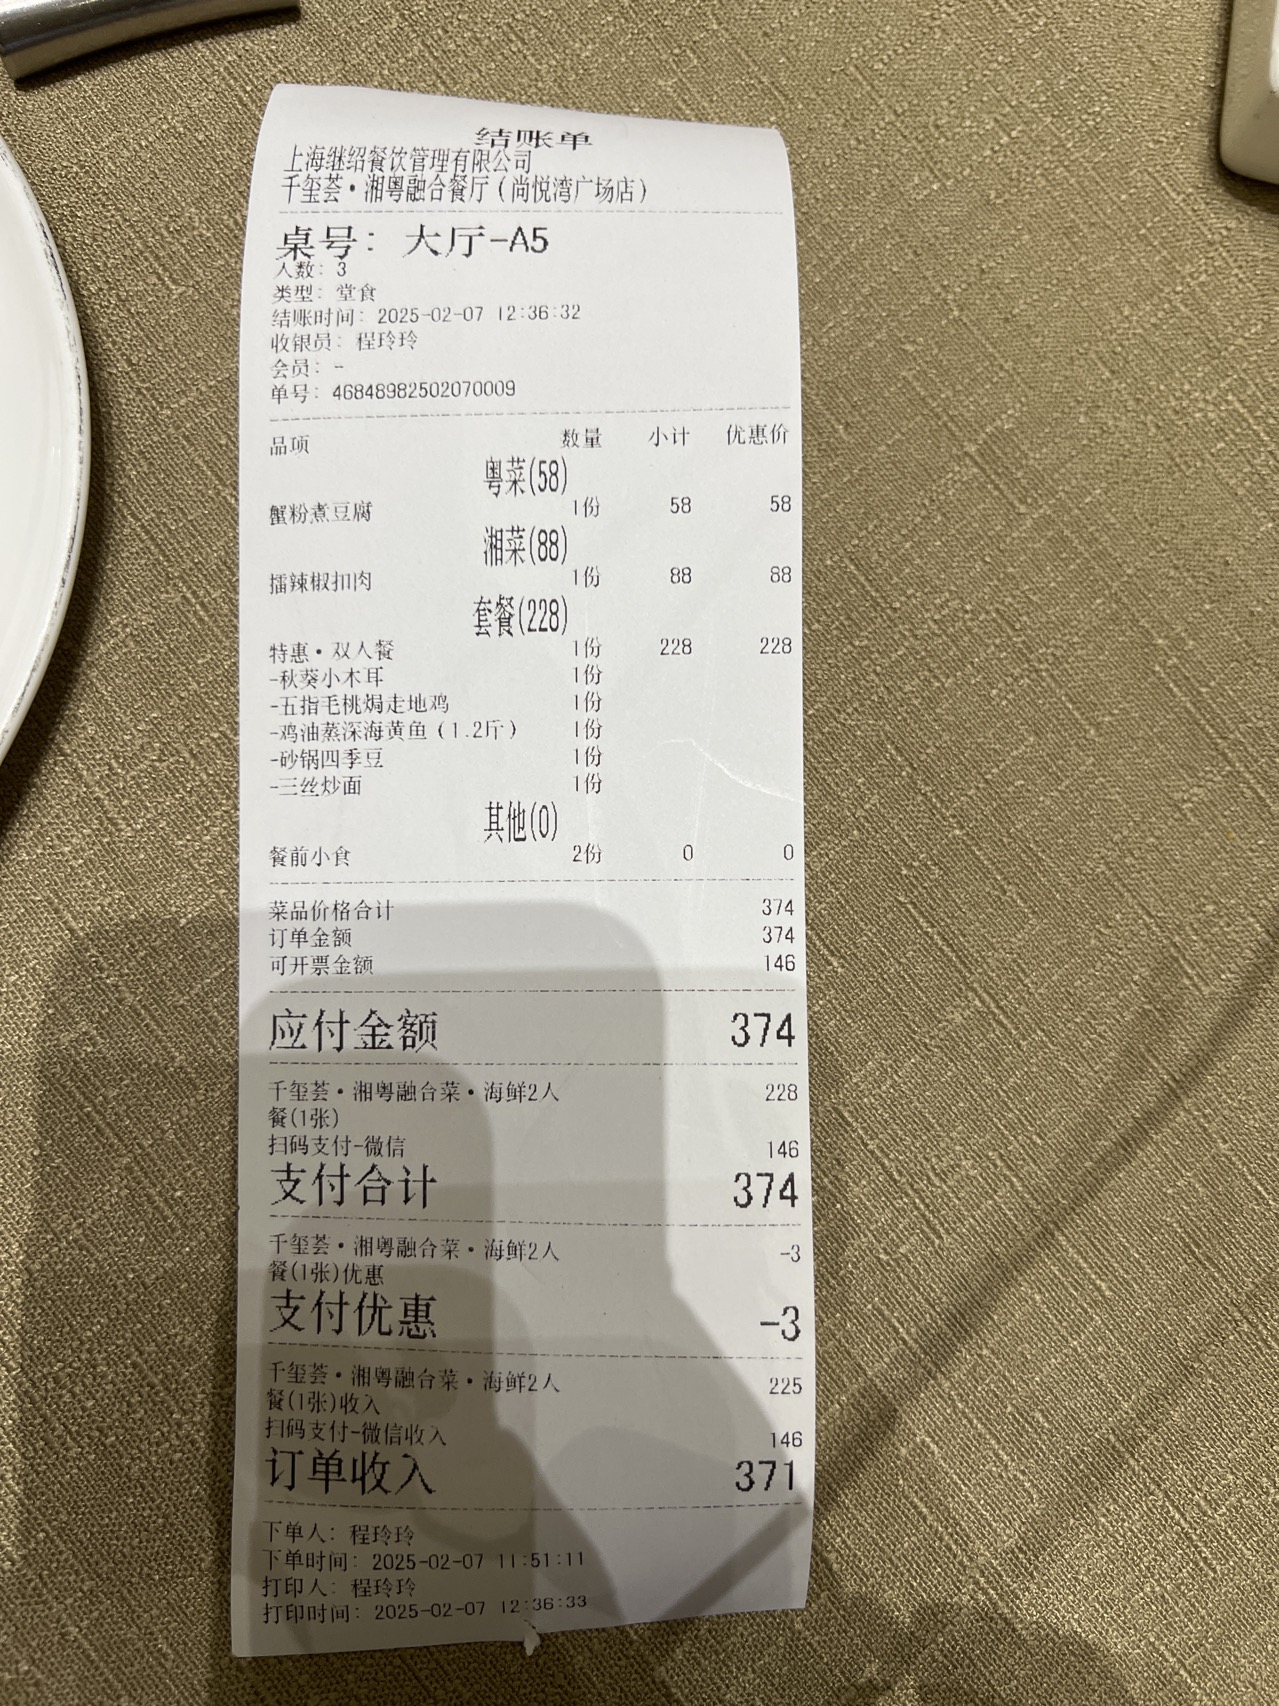 结账单
上海继绍餐饮管理有限公司
千玺荟·湘粤融合餐厅(尚悦湾广场店)
桌号: 大厅-A5
人数: 3
类型: 堂食
结账时间: 2025-02-07 12:36:32
收银员: 程玲玲
会员: -
单号: 46848982502070009
品项 数量 小计 优惠价
粤菜(58)
蟹粉煮豆腐 1份 58 58
湘菜(88)
擂辣椒扣肉 1份 88 88
套餐(228)
特惠·双人餐 1份 228 228
-秋葵小木耳 1份
-五指毛桃焗走地鸡 1份
-鸡油蒸深海黄鱼(1.2斤) 1份
-砂锅四季豆 1份
-三丝炒面 1份
其他(0)
餐前小食 2份 0 0
菜品价格合计 374
订单金额 374
可开票金额 146
应付金额 374
千玺荟·湘粤融合菜·海鲜2人 228
餐(1张)
扫码支付-微信 146
支付合计 374
千玺荟·湘粤融合菜·海鲜2人 -3
餐(1张)优惠
支付优惠 -3
千玺荟·湘粤融合菜·海鲜2人 225
餐(1张)收入
扫码支付-微信收入 146
订单收入 371
下单人: 程玲玲
下单时间: 2025-02-07 11:51:11
打印人: 程玲玲
打印时间: 2025-02-07 12:36:33